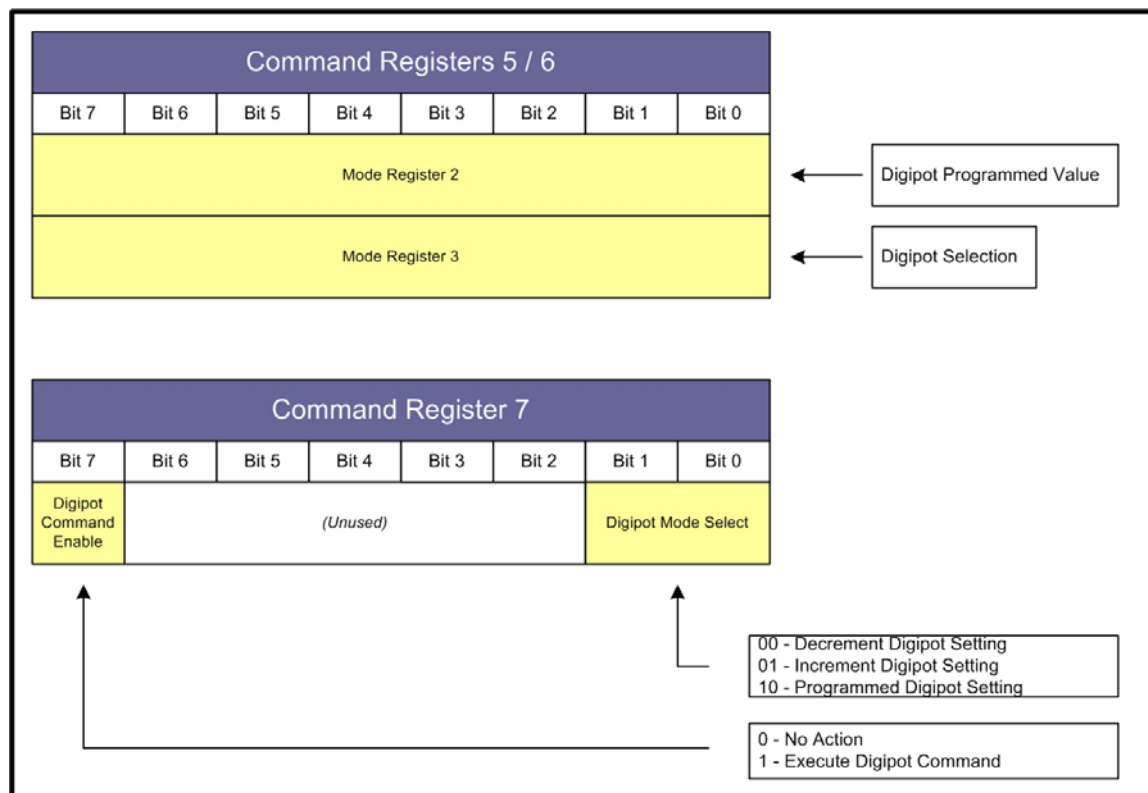 Command Registers 5 / 6
Bit 7 Bit 6 Bit 5 Bit 4 Bit 3 Bit 2 Bit 1 Bit 0
Mode Register 2
Digipot Programmed Value
Mode Register 3
Digipot Selection
Command Register 7
Bit 7 Bit 6 Bit 5 Bit 4 Bit 3 Bit 2 Bit 1 Bit 0
Digipot
Command
Enable
(Unused)
Digipot Mode Select
00 - Decrement Digipot Setting
01 - Increment Digipot Setting
10 - Programmed Digipot Setting
0 - No Action
1 - Execute Digipot Command